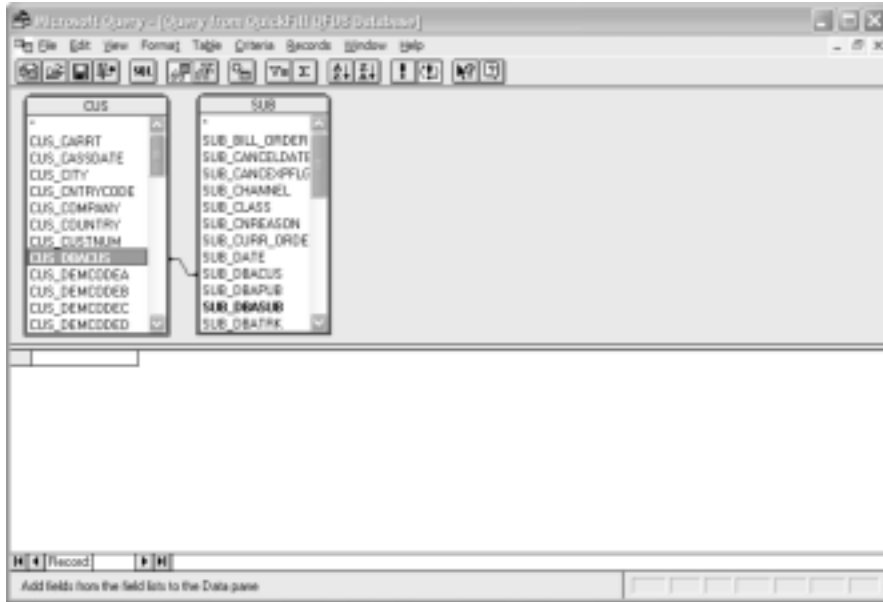 Microsoft Query - [Query from QuickFill QFDS Database]
File Edit View Format Table Criteria Records Window Help
SQL
CUS
*
CUS_CARRT
CUS_CASSDATE
CUS_CITY
CUS_CNTRYCODE
CUS_COMPANY
CUS_COUNTRY
CUS_CUSTNUM
CUS_DBACUS
CUS_DEMCODEA
CUS_DEMCODEB
CUS_DEMCODEC
CUS_DEMCODED
SUB
*
SUB_BILL_ORDER
SUB_CANCELDATE
SUB_CANCEXPFLG
SUB_CHANNEL
SUB_CLASS
SUB_CNREASON
SUB_CURR_ORDE
SUB_DATE
SUB_DBACUS
SUB_DBAPUB
SUB_DBASUB
SUB_DBATRK
Record:
Add fields from the field lists to the Data pane